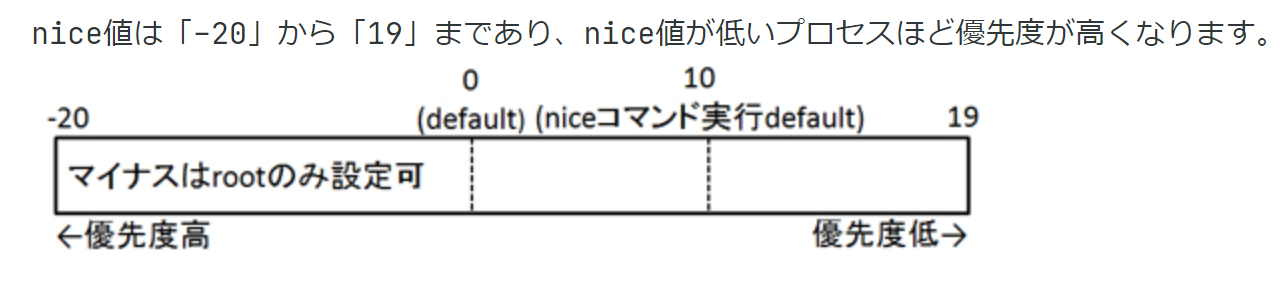 nice値は「-20」から「19」まであり、nice値が低いプロセスほど優先度が高くなります。
0 10
-20 (default) (niceコマンド実行default) 19
マイナスはrootのみ設定可
←優先度高 優先度低→